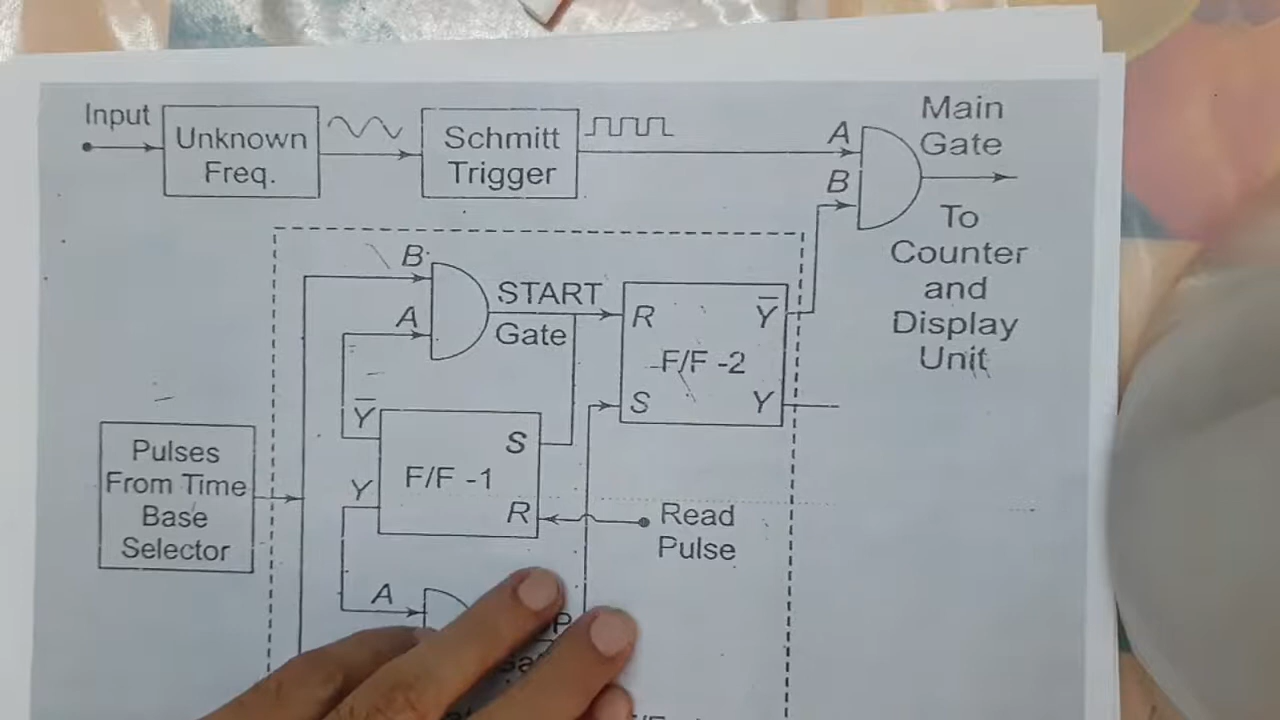 Input
Unknown
Freq.
Schmitt
Trigger
A
B
Main
Gate
To
Counter
and
Display
Unit
B
A
START
Gate
R
Y̅
F/F -2
S
Y
Y̅
S
F/F -1
Y
R
Pulses
From Time
Base
Selector
Read
Pulse
A